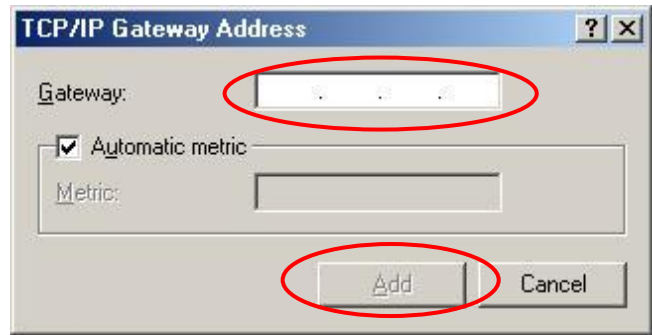 TCP/IP Gateway Address ? X
Gateway: . . .
Automatic metric
Metric:
Add Cancel